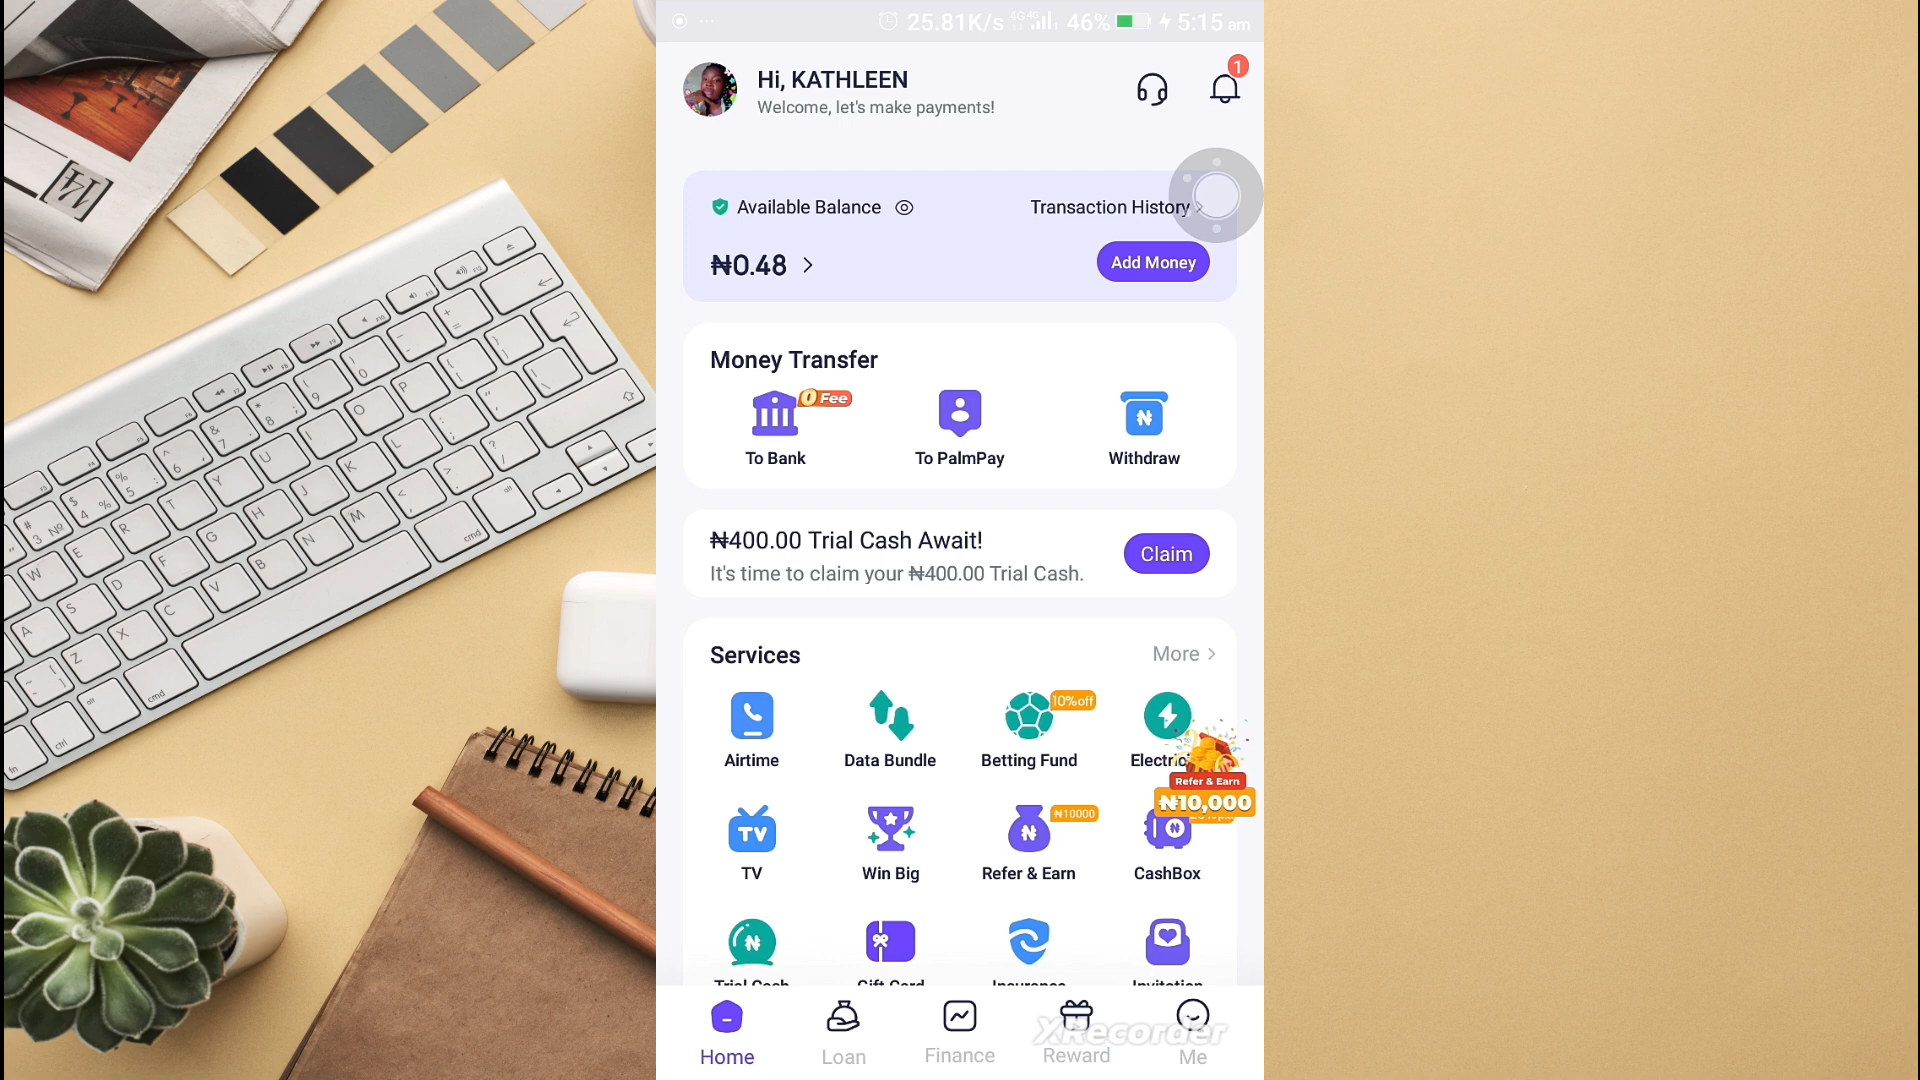 25.81K/s 4G 4G 46% 5:15 am
Hi, KATHLEEN
Welcome, let's make payments!
1
Available Balance
Transaction History
₦0.48
Add Money
Money Transfer
0 Fee
To Bank
To PalmPay
Withdraw
₦400.00 Trial Cash Await!
It's time to claim your ₦400.00 Trial Cash.
Claim
Services
More
10%off
Airtime
Data Bundle
Betting Fund
Refer & Earn
₦10,000
TV
₦10000
TV
Win Big
Refer & Earn
CashBox
Trial Cash
Gift Card
Insurance
Invitation
XRecorder
Home
Loan
Finance
Reward
Me